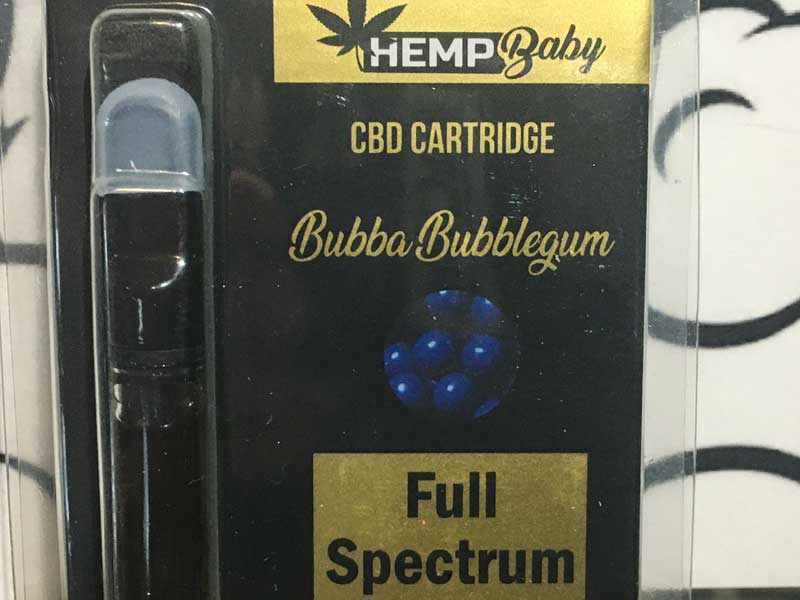 HEMP Baby
CBD CARTRIDGE
Bubba Bubblegum
Full
Spectrum